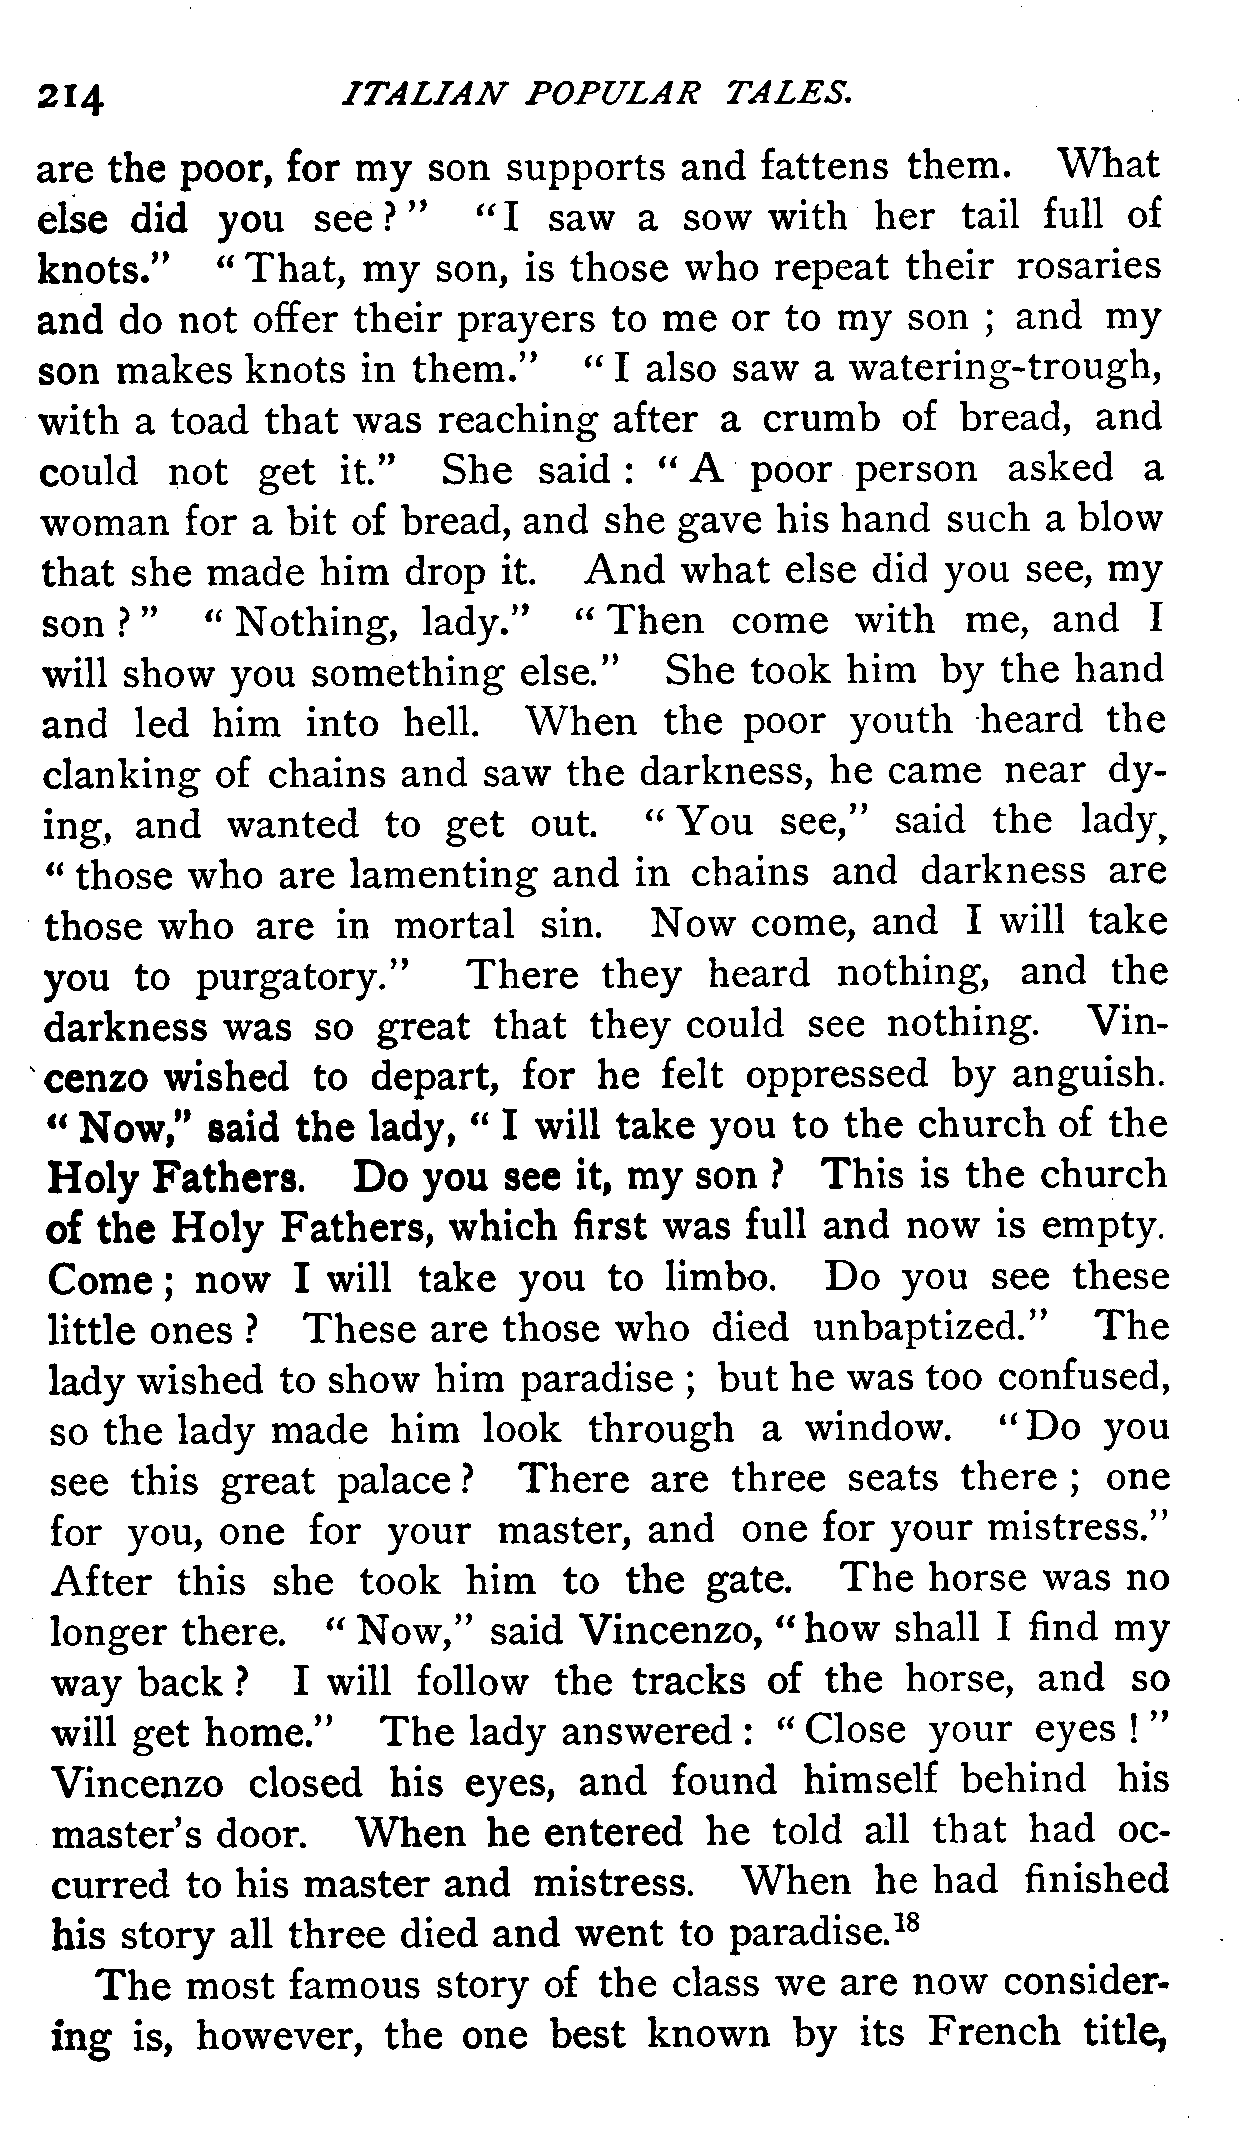 214 ITALIAN POPULAR TALES.
are the poor, for my son supports and fattens them. What
else did you see?" "I saw a sow with her tail full of
knots." "That, my son, is those who repeat their rosaries
and do not offer their prayers to me or to my son; and my
son makes knots in them." "I also saw a watering-trough,
with a toad that was reaching after a crumb of bread, and
could not get it." She said: "A poor person asked a
woman for a bit of bread, and she gave his hand such a blow
that she made him drop it. And what else did you see, my
son?" "Nothing, lady." "Then come with me, and I
will show you something else." She took him by the hand
and led him into hell. When the poor youth heard the
clanking of chains and saw the darkness, he came near dy-
ing, and wanted to get out. "You see," said the lady,
"those who are lamenting and in chains and darkness are
those who are in mortal sin. Now come, and I will take
you to purgatory." There they heard nothing, and the
darkness was so great that they could see nothing. Vin-
cenzo wished to depart, for he felt oppressed by anguish.
"Now," said the lady, "I will take you to the church of the
Holy Fathers. Do you see it, my son? This is the church
of the Holy Fathers, which first was full and now is empty.
Come; now I will take you to limbo. Do you see these
little ones? These are those who died unbaptized." The
lady wished to show him paradise; but he was too confused,
so the lady made him look through a window. "Do you
see this great palace? There are three seats there; one
for you, one for your master, and one for your mistress."
After this she took him to the gate. The horse was no
longer there. "Now," said Vincenzo, "how shall I find my
way back? I will follow the tracks of the horse, and so
will get home." The lady answered: "Close your eyes!"
Vincenzo closed his eyes, and found himself behind his
master's door. When he entered he told all that had oc-
curred to his master and mistress. When he had finished
his story all three died and went to paradise.¹⁸
The most famous story of the class we are now consider-
ing is, however, the one best known by its French title,